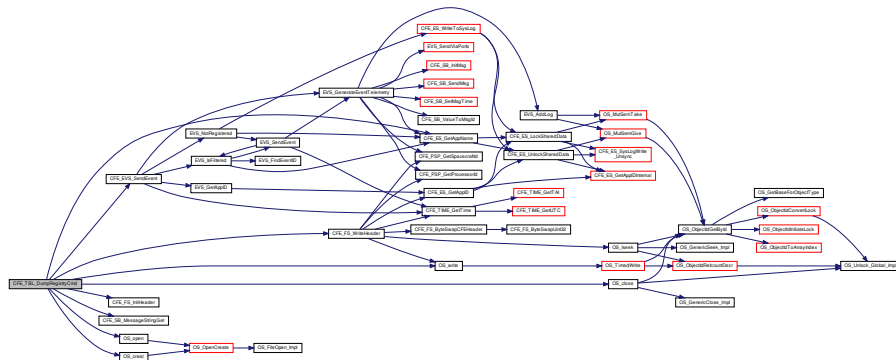 CFE_ES_WriteToSysLog
EVS_SendViaPorts
CFE_SB_InitMsg
CFE_SB_SendMsg
EVS_GenerateEventTelemetry
CFE_SB_SetMsgTime
CFE_SB_ValueToMsgId
EVS_AddLog
OS_MutSemTake
EVS_NotRegistered
CFE_ES_GetAppName
CFE_ES_LockSharedData
OS_MutSemGive
EVS_SendEvent
CFE_ES_UnlockSharedData
CFE_ES_SysLogWrite
_Unsync
EVS_IsFiltered
EVS_FindEventID
CFE_PSP_GetSpacecraftId
CFE_PSP_GetProcessorId
CFE_ES_GetAppIDInternal
CFE_EVS_SendEvent
EVS_GetAppID
CFE_ES_GetAppID
CFE_TIME_GetTAI
CFE_TIME_GetTime
CFE_TIME_GetUTC
OS_GetBaseForObjectType
OS_ObjectIdConvertLock
CFE_FS_WriteHeader
CFE_FS_ByteSwapCFEHeader
CFE_FS_ByteSwapUint32
OS_ObjectIdGetById
OS_ObjectIdInitiateLock
OS_lseek
OS_GenericSeek_Impl
OS_ObjectIdToArrayIndex
OS_write
OS_TimedWrite
OS_ObjectIdRefcountDecr
OS_Unlock_Global_Impl
CFE_TBL_DumpRegistryCmd
OS_close
CFE_FS_InitHeader
OS_GenericClose_Impl
CFE_SB_MessageStringGet
OS_open
OS_OpenCreate
OS_FileOpen_Impl
OS_creat